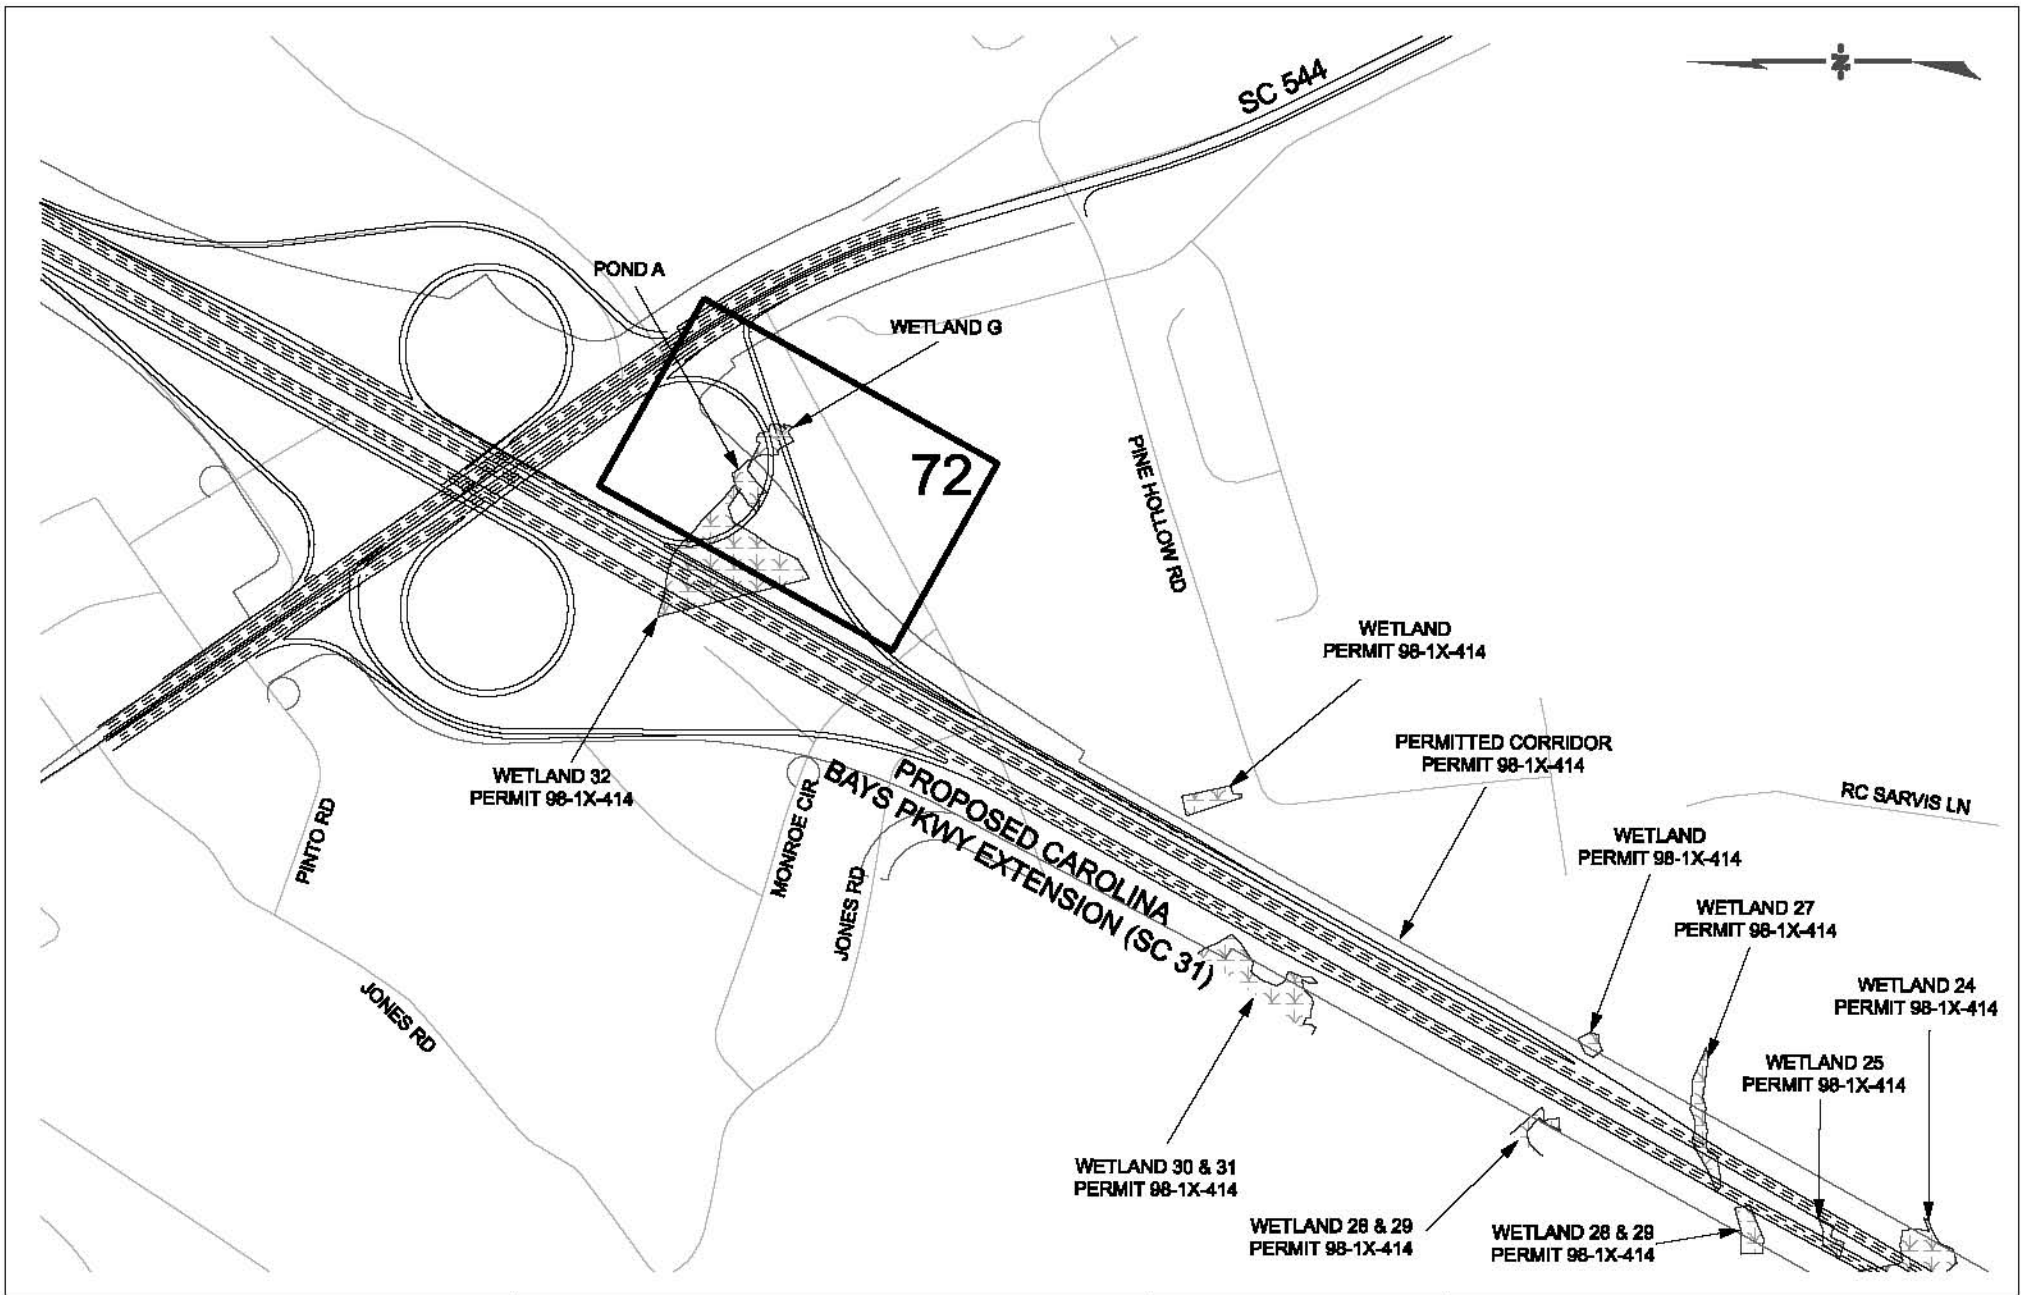 SC 544
N
POND A
WETLAND G
72
PINE HOLLOW RD
WETLAND
PERMIT 98-1X-414
PERMITTED CORRIDOR
PERMIT 98-1X-414
RC SARVIS LN
WETLAND 32
PERMIT 98-1X-414
PINTO RD
MONROE CIR
JONES RD
PROPOSED CAROLINA
BAYS PKWY EXTENSION (SC 31)
WETLAND
PERMIT 98-1X-414
WETLAND 27
PERMIT 98-1X-414
WETLAND 24
PERMIT 98-1X-414
JONES RD
WETLAND 25
PERMIT 98-1X-414
WETLAND 30 & 31
PERMIT 98-1X-414
WETLAND 28 & 29
PERMIT 98-1X-414
WETLAND 28 & 29
PERMIT 98-1X-414